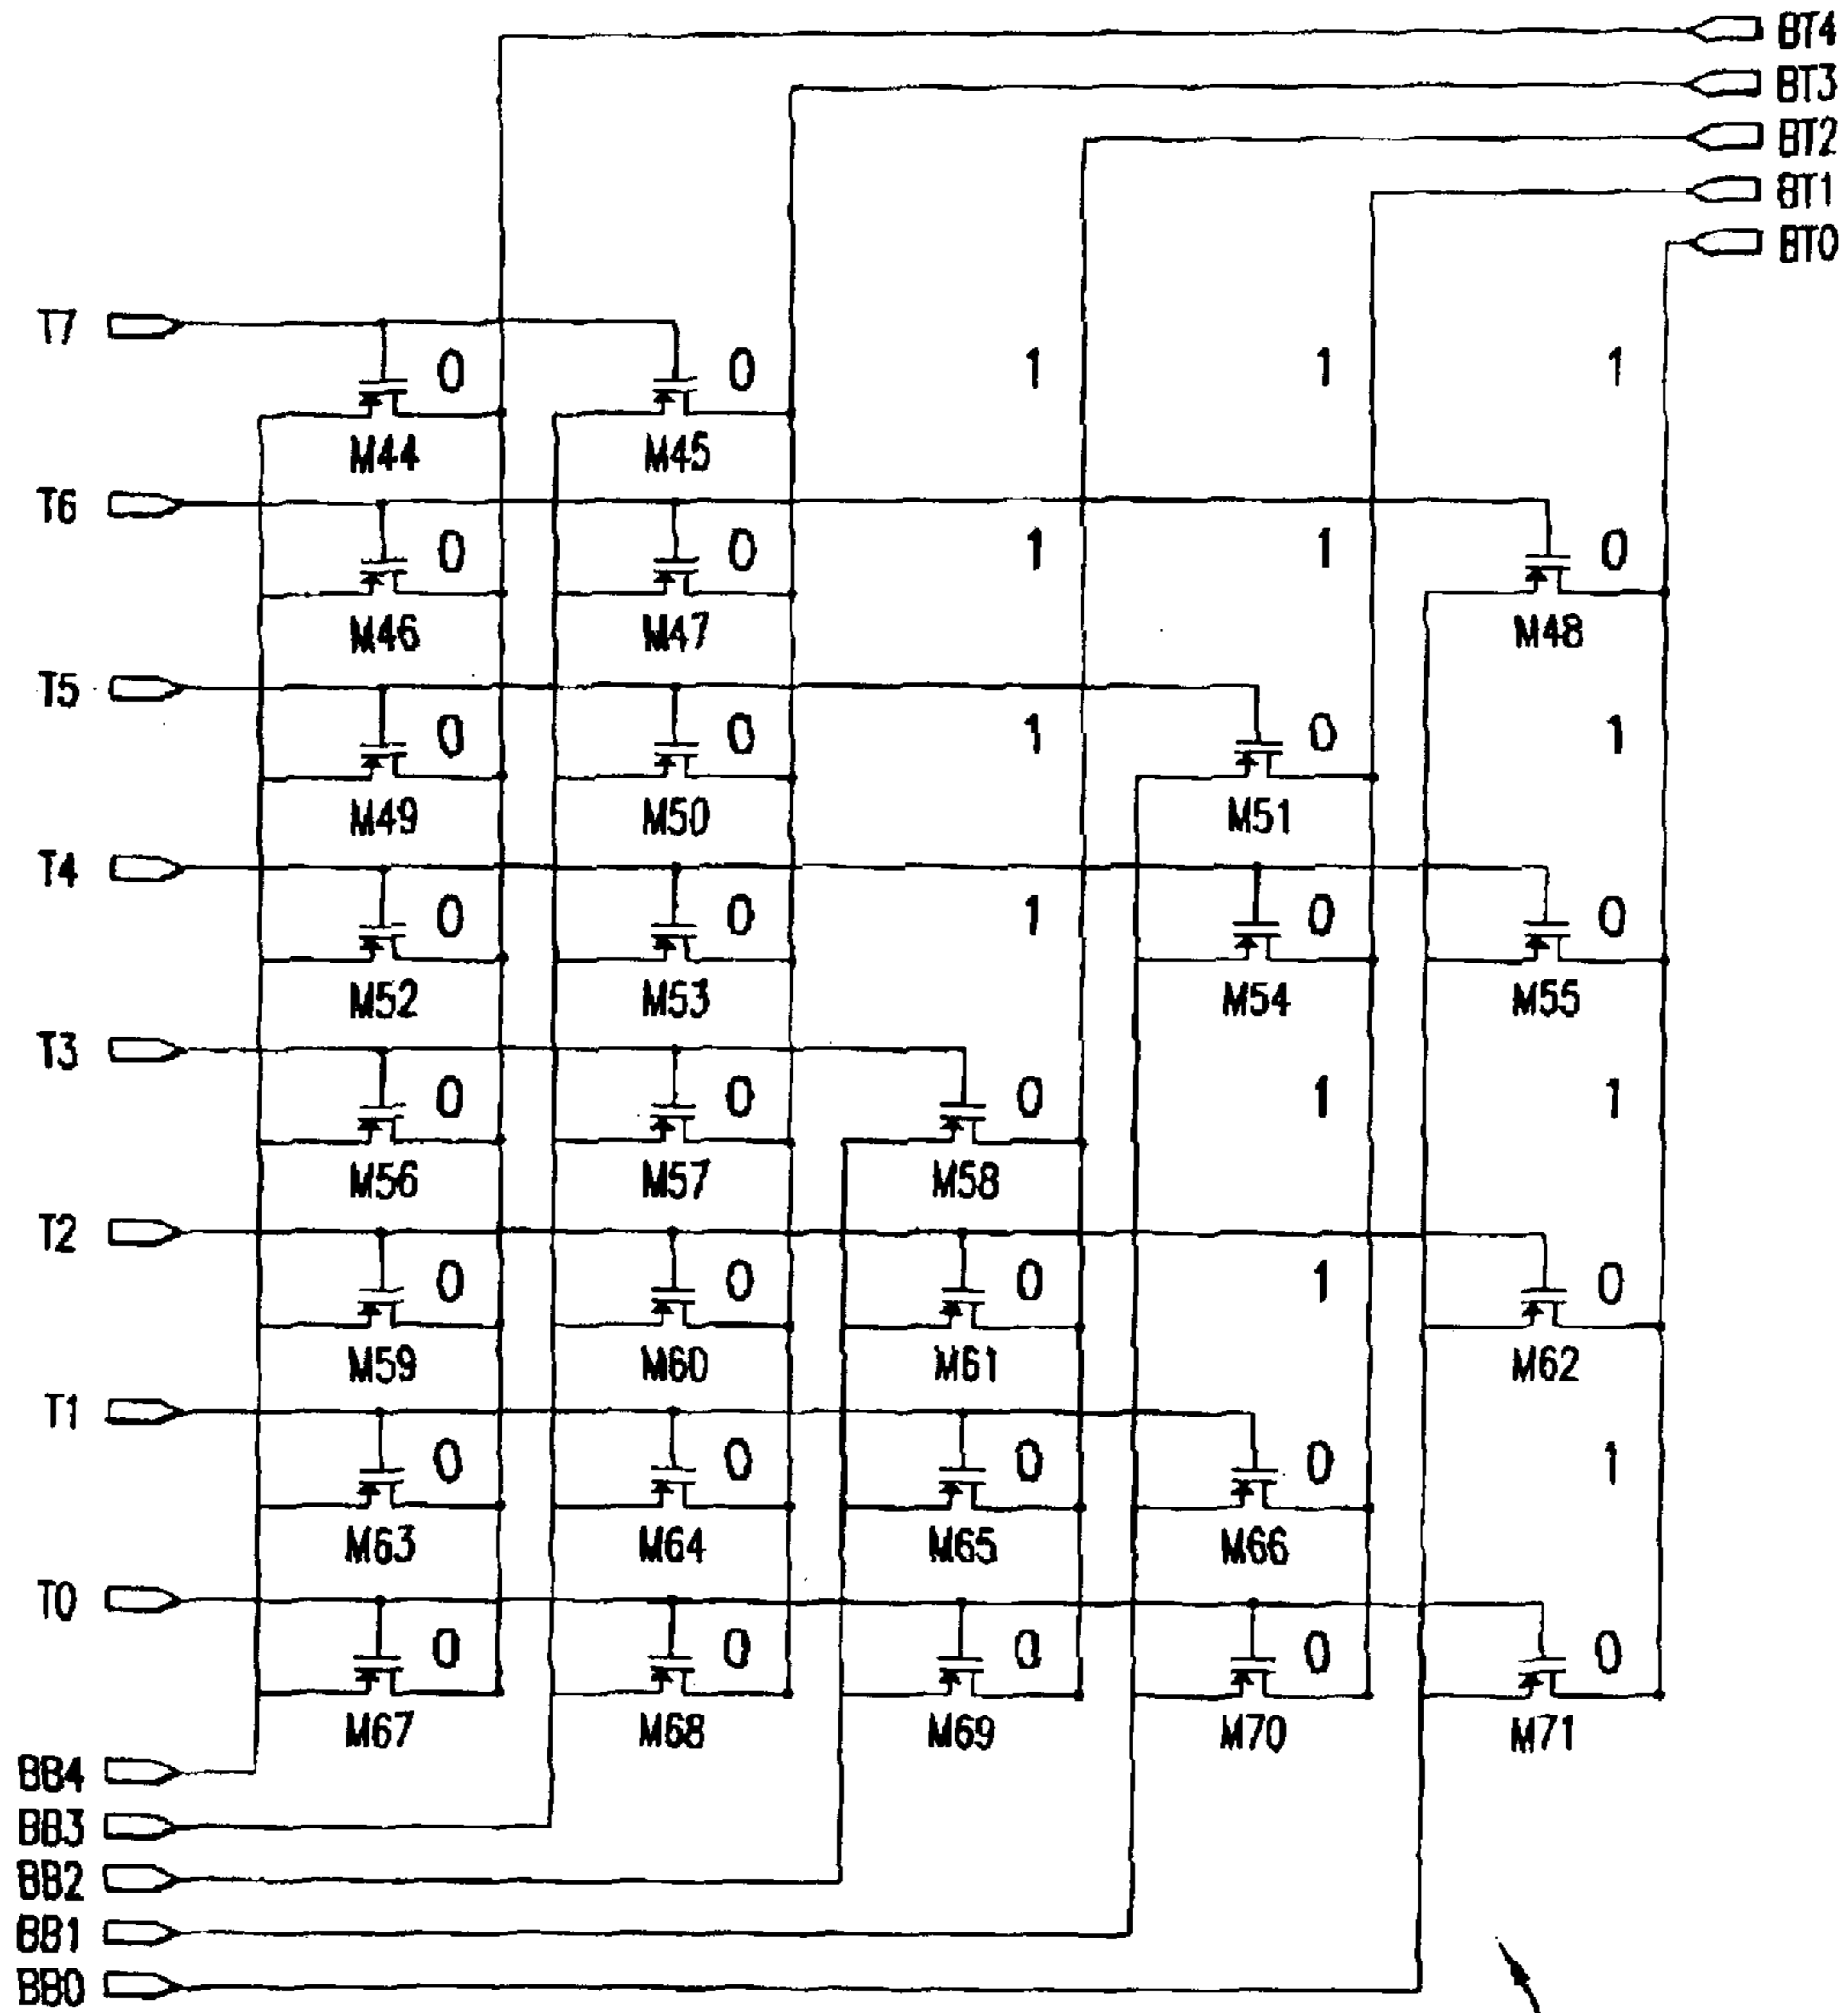 BT4
BT3
BT2
BT1
BT0
T7
0 0 1 1 1
M44 M45
T6
0 0 1 1 0
M46 M47 M48
T5
0 0 1 0 1
M49 M50 M51
T4
0 0 1 0 0
M52 M53 M54 M55
T3
0 0 0 1 1
M56 M57 M58
T2
0 0 0 1 0
M59 M60 M61 M62
T1
0 0 0 0 1
M63 M64 M65 M66
T0
0 0 0 0 0
M67 M68 M69 M70 M71
BB4
BB3
BB2
BB1
BB0